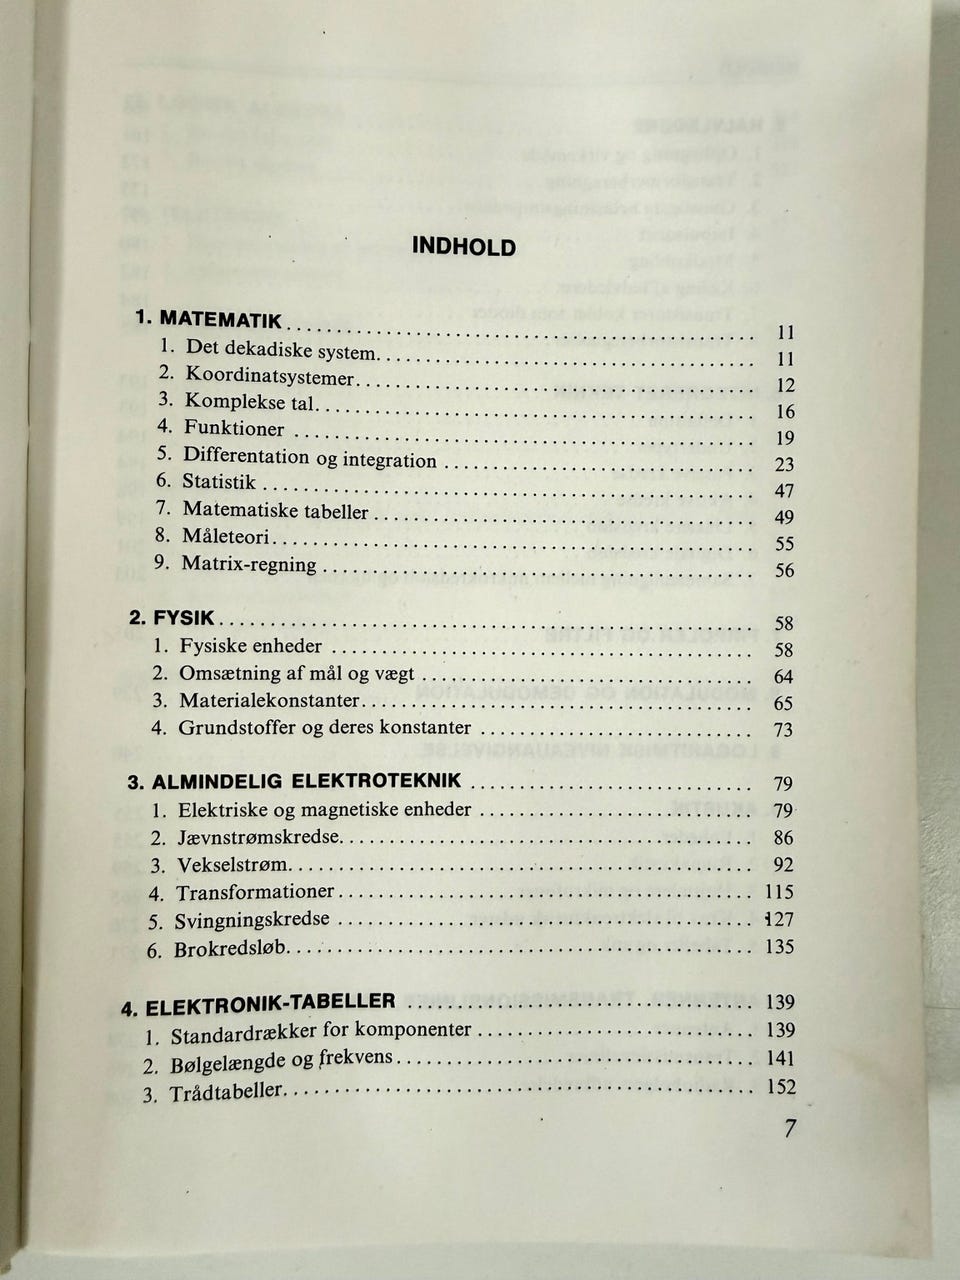 INDHOLD
1. MATEMATIK 11
1. Det dekadiske system 11
2. Koordinatsystemer 12
3. Komplekse tal 16
4. Funktioner 19
5. Differentation og integration 23
6. Statistik 47
7. Matematiske tabeller 49
8. Måleteori 55
9. Matrix-regning 56
2. FYSIK 58
1. Fysiske enheder 58
2. Omsætning af mål og vægt 64
3. Materialekonstanter 65
4. Grundstoffer og deres konstanter 73
3. ALMINDELIG ELEKTROTEKNIK 79
1. Elektriske og magnetiske enheder 79
2. Jævnstrømskredse 86
3. Vekselstrøm 92
4. Transformationer 115
5. Svingningskredse 127
6. Brokredsløb 135
4. ELEKTRONIK-TABELLER 139
1. Standardrækker for komponenter 139
2. Bølgelængde og frekvens 141
3. Trådtabeller 152
7